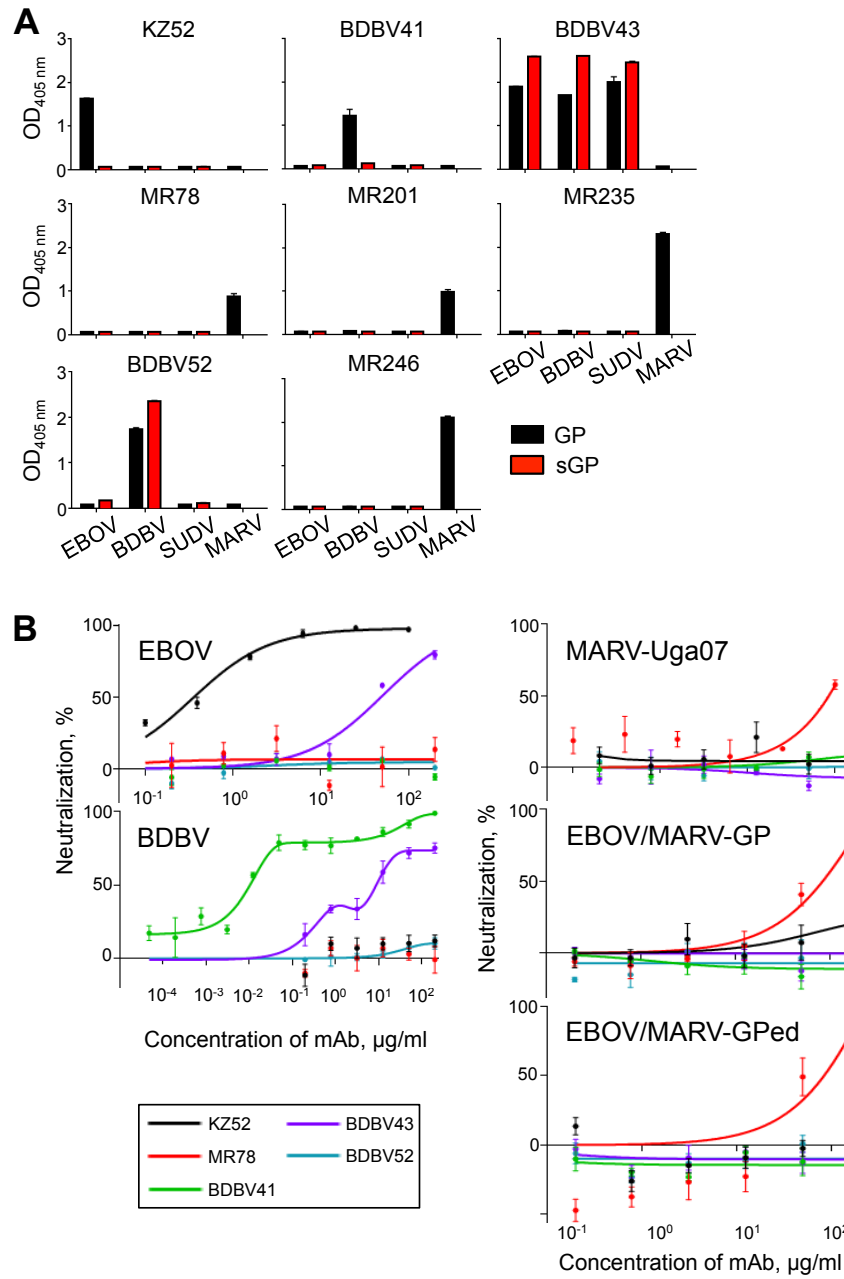 A
KZ52 BDBV41 BDBV43
3
2
1
0
OD405 nm
MR78 MR201 MR235
3
2
1
0
OD405 nm
EBOV BDBV SUDV MARV
BDBV52 MR246
3
2
1
0
OD405 nm
EBOV BDBV SUDV MARV EBOV BDBV SUDV MARV
GP
sGP
B
Neutralization, %
100
50
0
EBOV
10-1 100 10 102
100
50
0
BDBV
10-4 10-3 10-2 10-1 100 101 102
Concentration of mAb, µg/ml
KZ52 BDBV43
MR78 BDBV52
BDBV41
Neutralization, %
100
50
0
MARV-Uga07
100
50
0
EBOV/MARV-GP
100
50
0
EBOV/MARV-GPed
10-1 100 101 102
Concentration of mAb, µg/ml